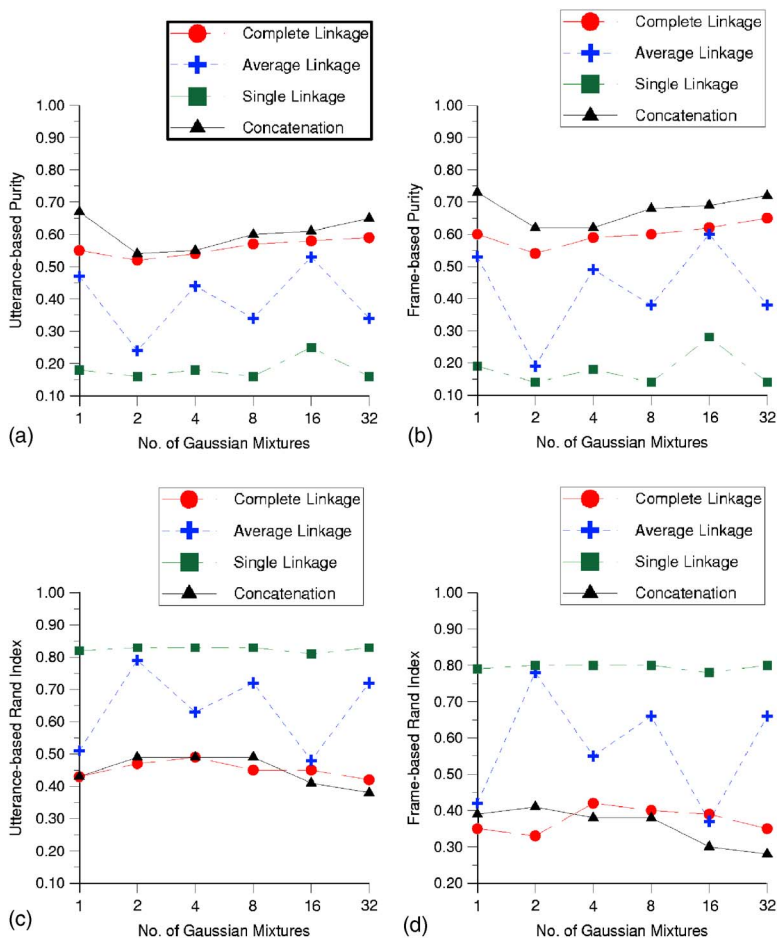 Complete Linkage
Average Linkage
Single Linkage
Concatenation
1.00
0.90
0.80
0.70
0.60
0.50
0.40
0.30
0.20
0.10
Utterance-based Purity
1 2 4 8 16 32
No. of Gaussian Mixtures
(a)
Complete Linkage
Average Linkage
Single Linkage
Concatenation
1.00
0.90
0.80
0.70
0.60
0.50
0.40
0.30
0.20
0.10
Frame-based Purity
1 2 4 8 16 32
No. of Gaussian Mixtures
(b)
Complete Linkage
Average Linkage
Single Linkage
Concatenation
1.00
0.90
0.80
0.70
0.60
0.50
0.40
0.30
0.20
0.10
Utterance-based Rand Index
1 2 4 8 16 32
No. of Gaussian Mixtures
(c)
Complete Linkage
Average Linkage
Single Linkage
Concatenation
1.00
0.90
0.80
0.70
0.60
0.50
0.40
0.30
0.20
Frame-based Rand Index
1 2 4 8 16 32
No. of Gaussian Mixtures
(d)